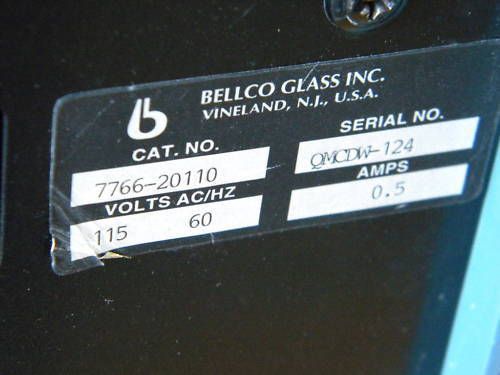 BELLCO GLASS INC.
VINELAND, N.J., U.S.A.
CAT. NO.
SERIAL NO.
7766-20110
QMCDW-124
VOLTS AC/HZ
AMPS
115 60
0.5